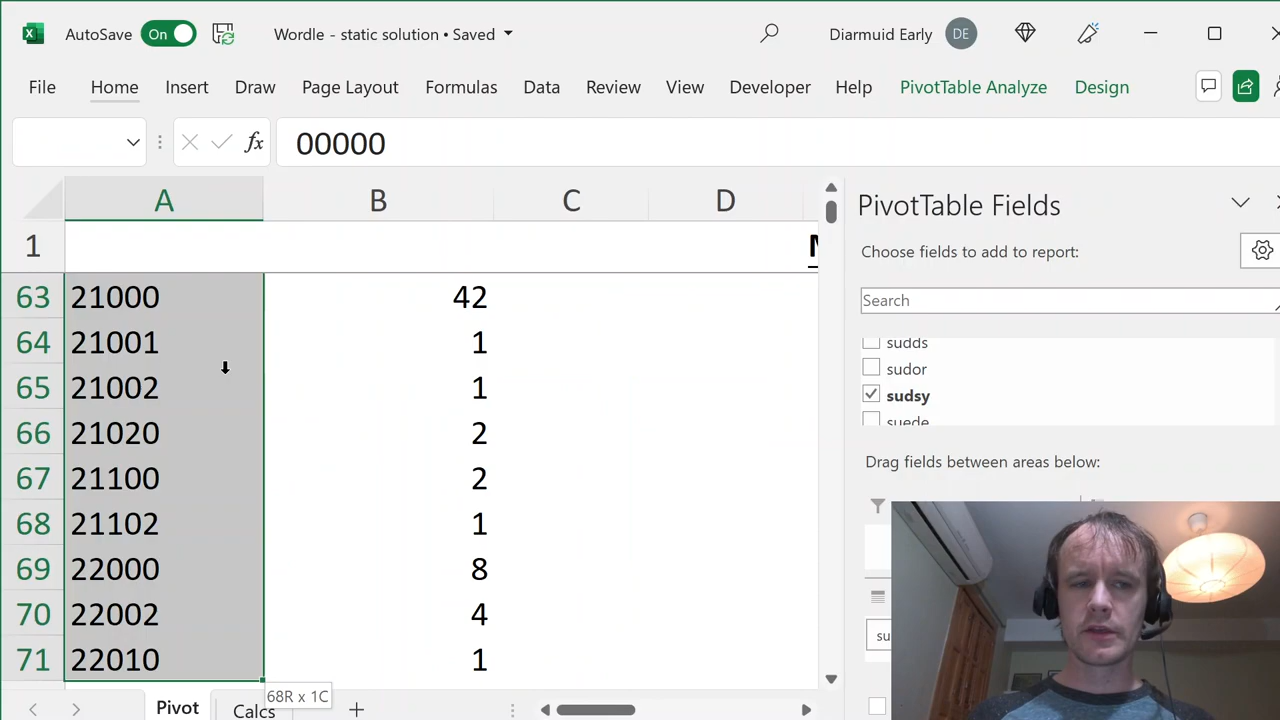 AutoSave On Wordle - static solution • Saved Diarmuid Early DE
File Home Insert Draw Page Layout Formulas Data Review View Developer Help PivotTable Analyze Design
fx 00000
A B C D
1
63 21000 42
64 21001 1
65 21002 1
66 21020 2
67 21100 2
68 21102 1
69 22000 8
70 22002 4
71 22010 1
68R x 1C
Pivot Calcs
PivotTable Fields
Choose fields to add to report:
Search
sudds
sudor
sudsy
suede
Drag fields between areas below:
su